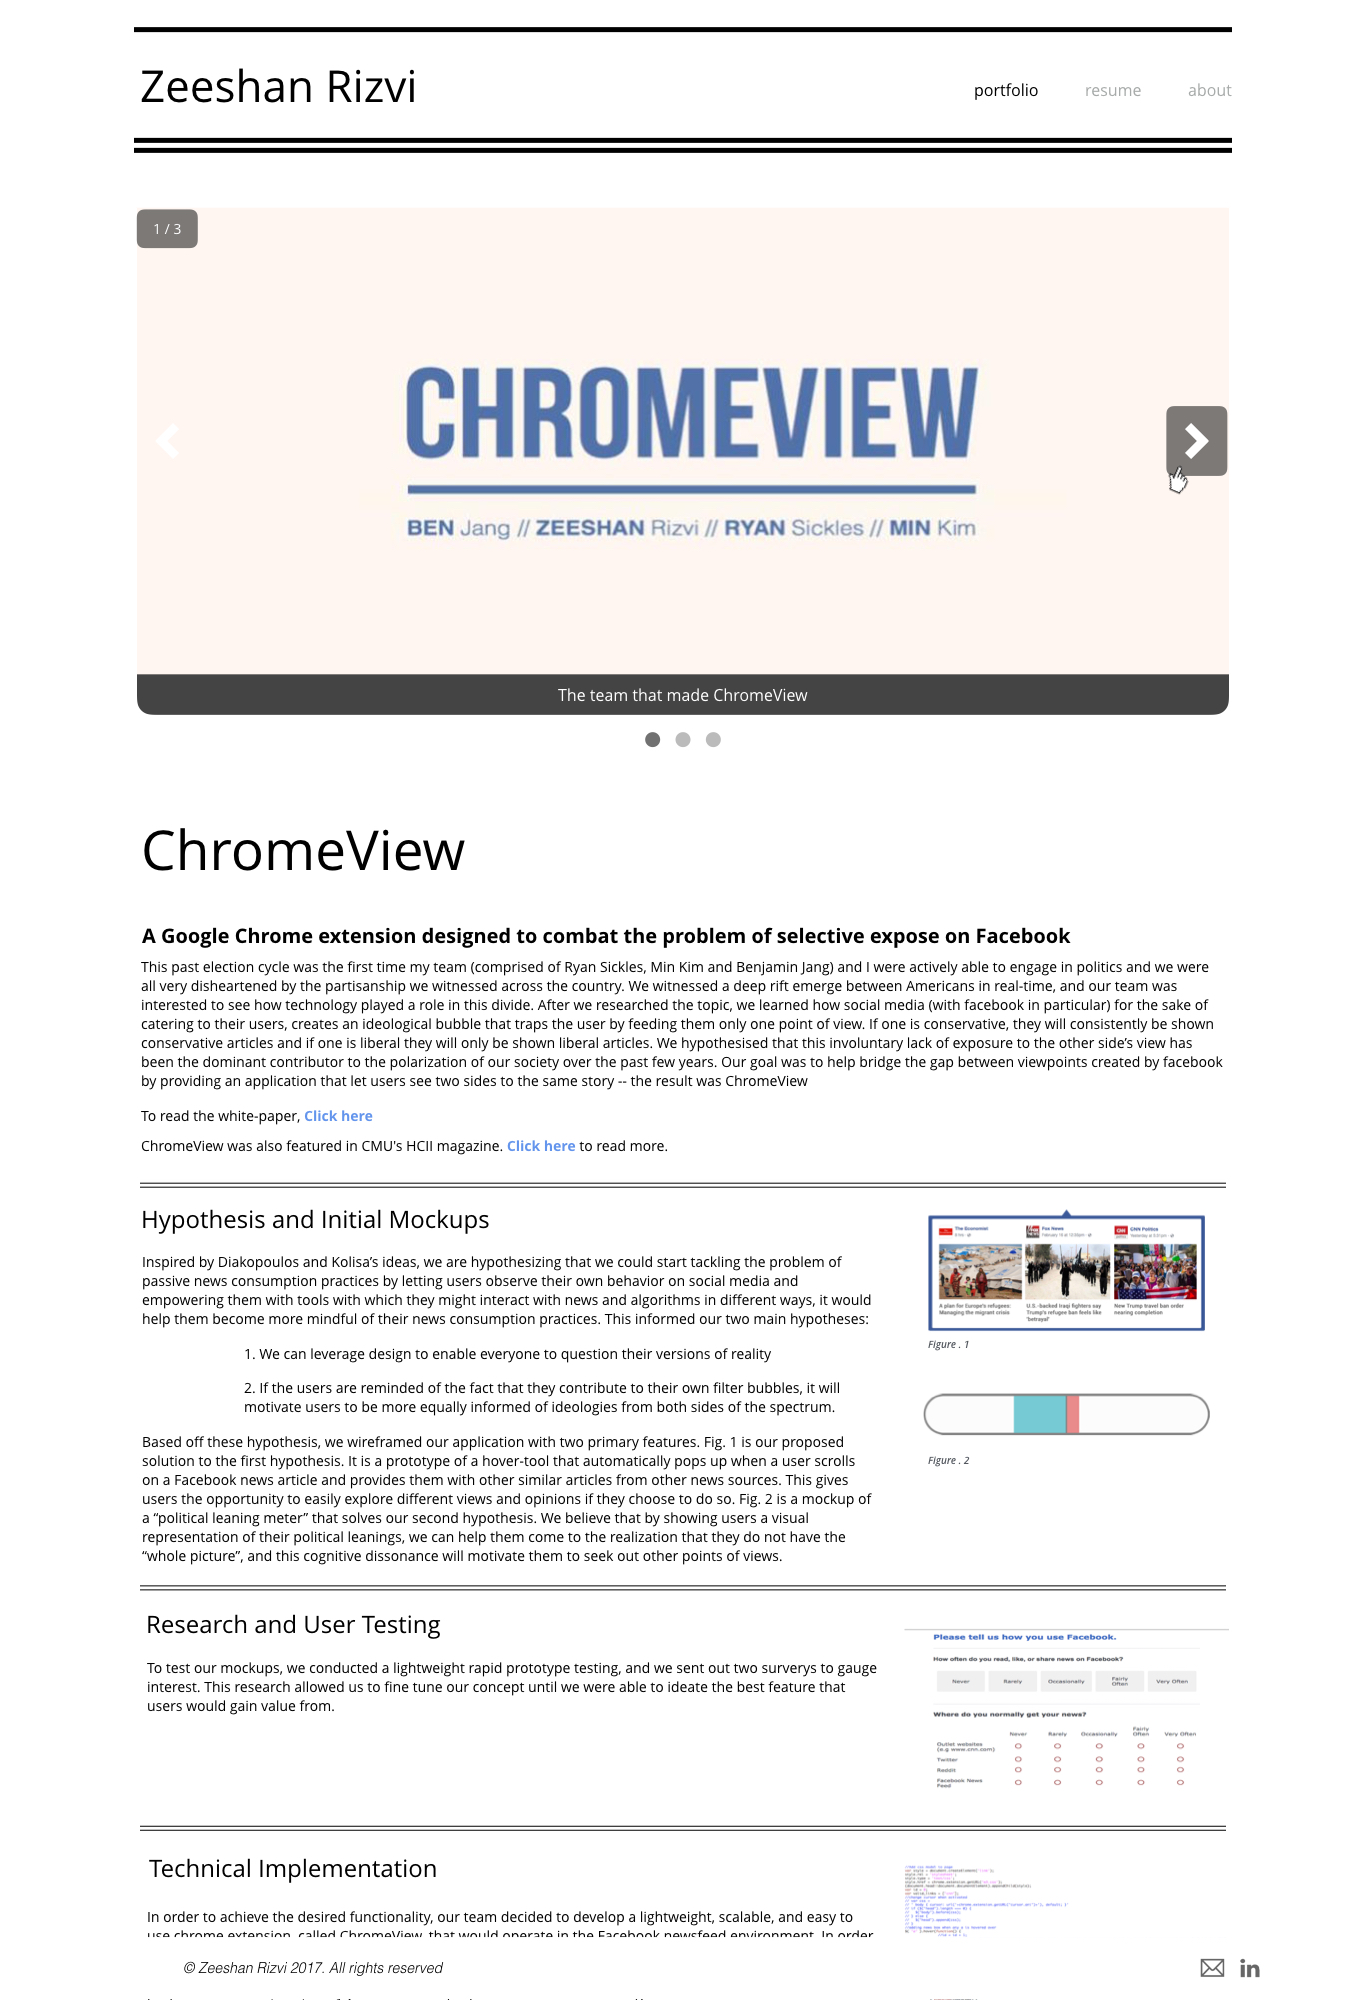 Zeeshan Rizvi
portfolio resume about
1 / 3
CHROMEVIEW
BEN Jang // ZEESHAN Rizvi // RYAN Sickles // MIN Kim
The team that made ChromeView
ChromeView
A Google Chrome extension designed to combat the problem of selective expose on Facebook
This past election cycle was the first time my team (comprised of Ryan Sickles, Min Kim and Benjamin Jang) and I were actively able to engage in politics and we were
all very disheartened by the partisanship we witnessed across the country. We witnessed a deep rift emerge between Americans in real-time, and our team was
interested to see how technology played a role in this divide. After we researched the topic, we learned how social media (with facebook in particular) for the sake of
catering to their users, creates an ideological bubble that traps the user by feeding them only one point of view. If one is conservative, they will consistently be shown
conservative articles and if one is liberal they will only be shown liberal articles. We hypothesised that this involuntary lack of exposure to the other side's view has
been the dominant contributor to the polarization of our society over the past few years. Our goal was to help bridge the gap between viewpoints created by facebook
by providing an application that let users see two sides to the same story -- the result was ChromeView
To read the white-paper, Click here
ChromeView was also featured in CMU's HCII magazine. Click here to read more.
Hypothesis and Initial Mockups
Inspired by Diakopoulos and Kolisa’s ideas, we are hypothesizing that we could start tackling the problem of
passive news consumption practices by letting users observe their own behavior on social media and
empowering them with tools with which they might interact with news and algorithms in different ways, it would
help them become more mindful of their news consumption practices. This informed our two main hypotheses:
1. We can leverage design to enable everyone to question their versions of reality
2. If the users are reminded of the fact that they contribute to their own filter bubbles, it will
motivate users to be more equally informed of ideologies from both sides of the spectrum.
Based off these hypothesis, we wireframed our application with two primary features. Fig. 1 is our proposed
solution to the first hypothesis. It is a prototype of a hover-tool that automatically pops up when a user scrolls
on a Facebook news article and provides them with other similar articles from other news sources. This gives
users the opportunity to easily explore different views and opinions if they choose to do so. Fig. 2 is a mockup of
a “political leaning meter” that solves our second hypothesis. We believe that by showing users a visual
representation of their political leanings, we can help them come to the realization that they do not have the
“whole picture”, and this cognitive dissonance will motivate them to seek out other points of views.
The Economist Fox News CNN Politics
A plan for Europe's refugees: U.S.-backed Iraqi fighters say New Trump travel ban order
Managing the migrant crisis Trump's refugee ban feels like nearing completion
'betrayal'
Figure . 1
Figure . 2
Research and User Testing
To test our mockups, we conducted a lightweight rapid prototype testing, and we sent out two surverys to gauge
interest. This research allowed us to fine tune our concept until we were able to ideate the best feature that
users would gain value from.
Please tell us how you use Facebook.
How often do you read, like, or share news on Facebook?
Never Rarely Occasionally Fairly Often Very Often
Where do you normally get your news?
Never Rarely Occasionally Fairly Often Very Often
Outlet websites
(e.g www.cnn.com)
Twitter
Reddit
Facebook News
Feed
Technical Implementation
In order to achieve the desired functionality, our team decided to develop a lightweight, scalable, and easy to
use chrome extension, called ChromeView, that would operate in the Facebook newsfeed environment. In order
© Zeeshan Rizvi 2017. All rights reserved
in